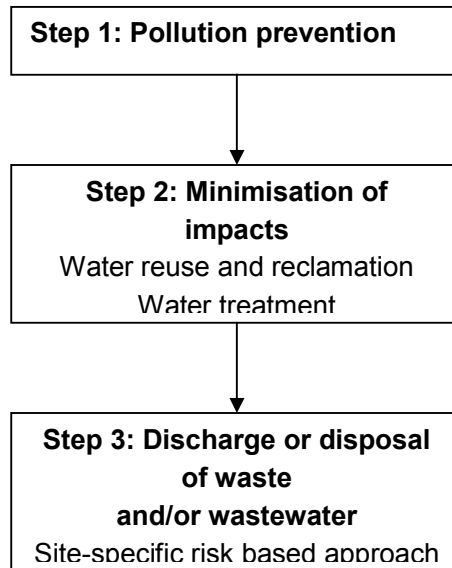 Step 1: Pollution prevention
Step 2: Minimisation of
impacts
Water reuse and reclamation
Water treatment
Step 3: Discharge or disposal
of waste
and/or wastewater
Site-specific risk based approach